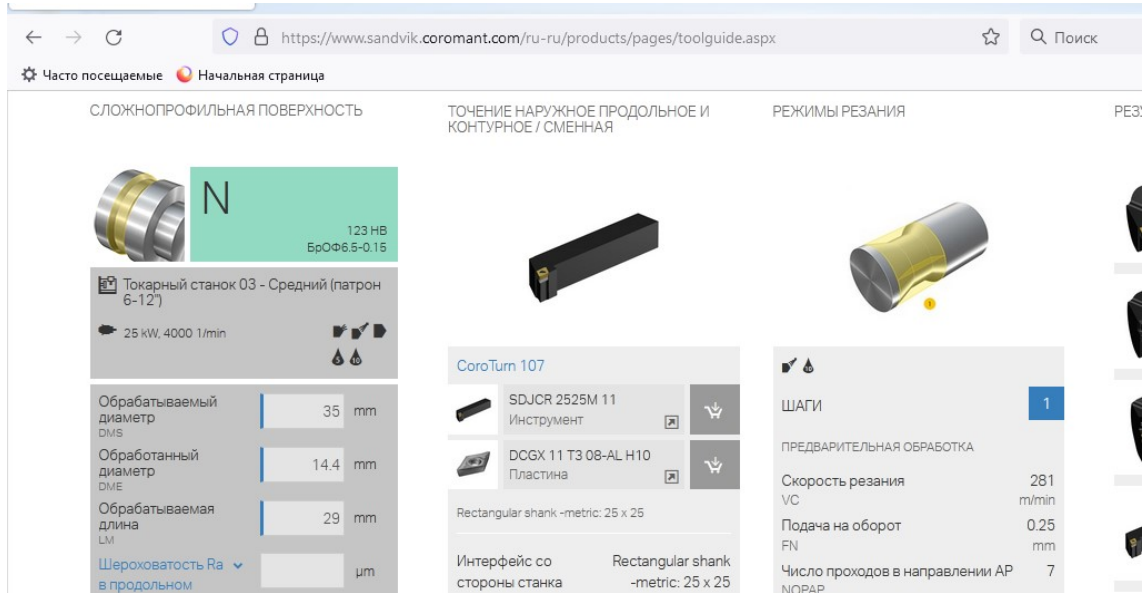 https://www.sandvik.coromant.com/ru-ru/products/pages/toolguide.aspx
Поиск
Часто посещаемые
Начальная страница
СЛОЖНОПРОФИЛЬНАЯ ПОВЕРХНОСТЬ
N
123 HB
БрОФ6.5-0.15
Токарный станок 03 - Средний (патрон
6-12")
25 kW, 4000 1/min
5 10
Обрабатываемый
диаметр
DMS
35 mm
Обработанный
диаметр
DME
14.4 mm
Обрабатываемая
длина
LM
29 mm
Шероховатость Ra
в продольном
µm
ТОЧЕНИЕ НАРУЖНОЕ ПРОДОЛЬНОЕ И
КОНТУРНОЕ / СМЕННАЯ
CoroTurn 107
SDJCR 2525M 11
Инструмент
DCGX 11 T3 08-AL H10
Пластина
Rectangular shank -metric: 25 x 25
Интерфейс со
стороны станка
Rectangular shank
-metric: 25 x 25
РЕЖИМЫ РЕЗАНИЯ
1
10
ШАГИ
1
ПРЕДВАРИТЕЛЬНАЯ ОБРАБОТКА
Скорость резания
VC
281
m/min
Подача на оборот
FN
0.25
mm
Число проходов в направлении AP
NOPAP
7